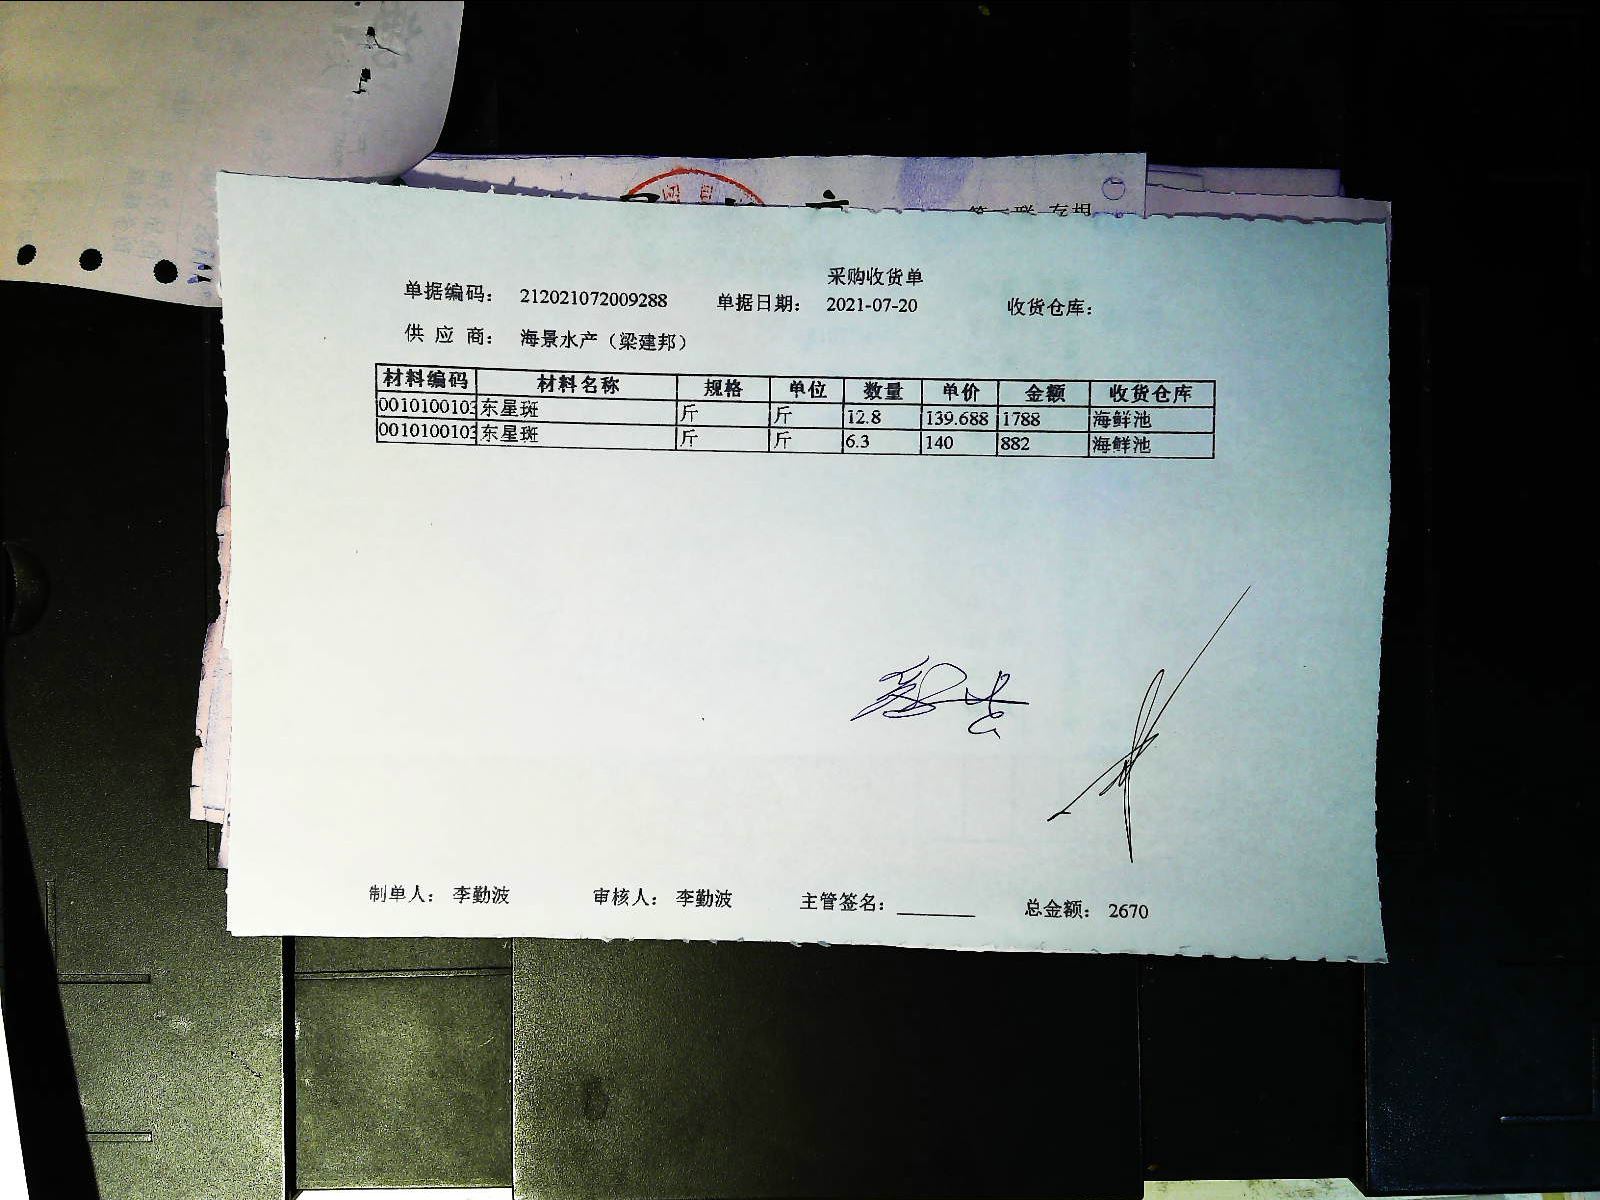 第一联 存根
采购收货单
单据编码: 212021072009288 单据日期: 2021-07-20 收货仓库:
供 应 商: 海景水产（梁建邦）
材料编码 材料名称 规格 单位 数量 单价 金额 收货仓库
0010100103 东星斑 斤 斤 12.8 139.688 1788 海鲜池
0010100103 东星斑 斤 斤 6.3 140 882 海鲜池
制单人: 李勤波 审核人: 李勤波 主管签名: 总金额: 2670